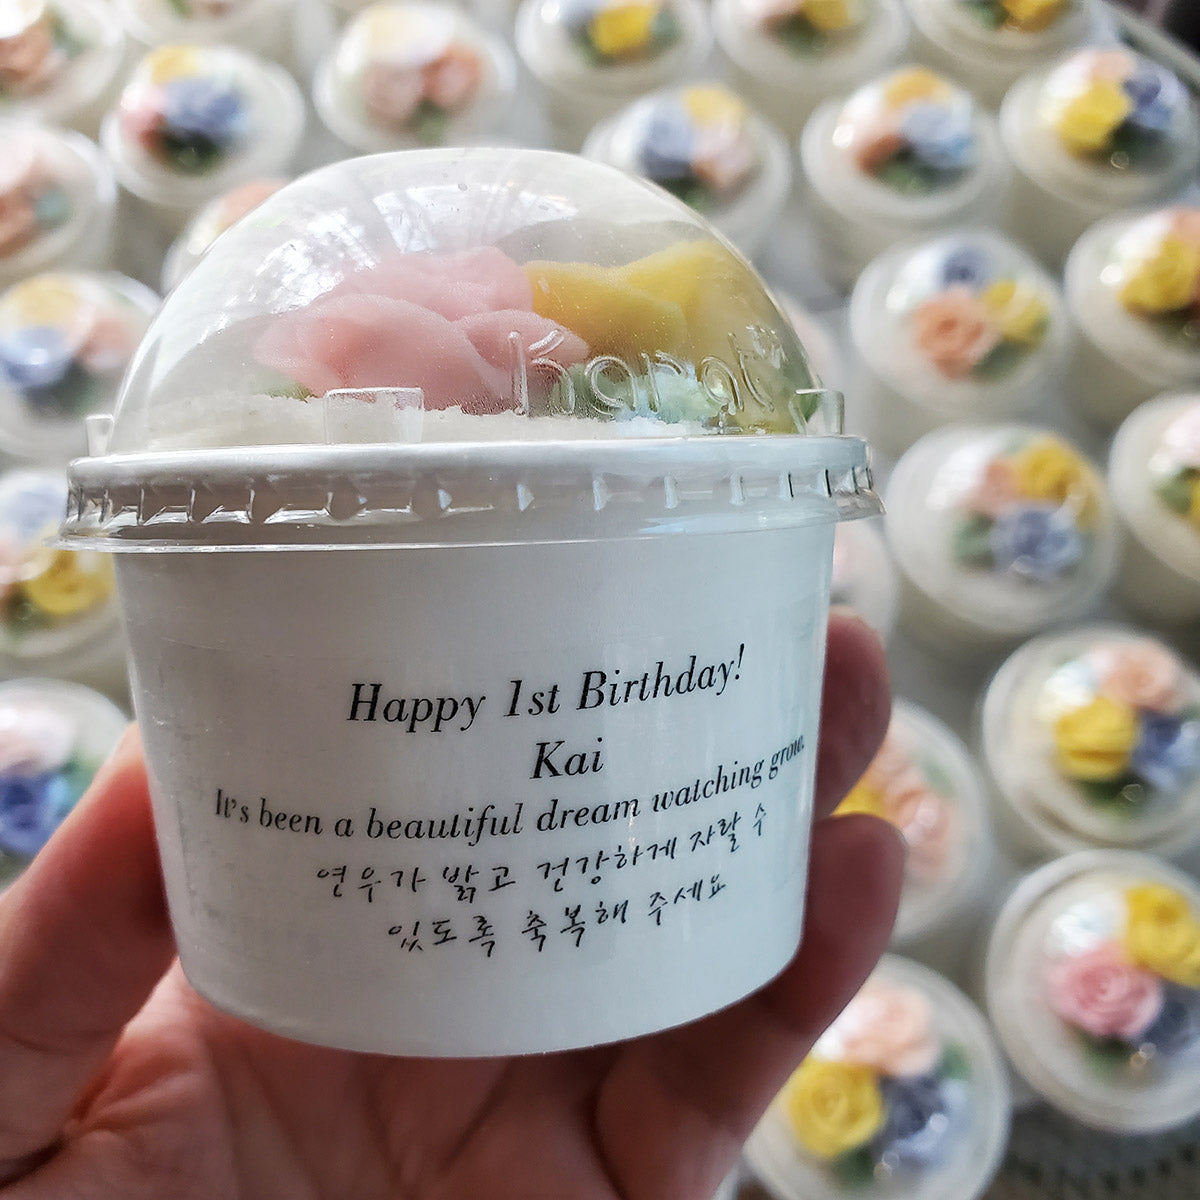 harat
Happy 1st Birthday!
Kai
It's been a beautiful dream watching grow.
연우가 밝고 건강하게 자랄 수
있도록 축복해 주세요